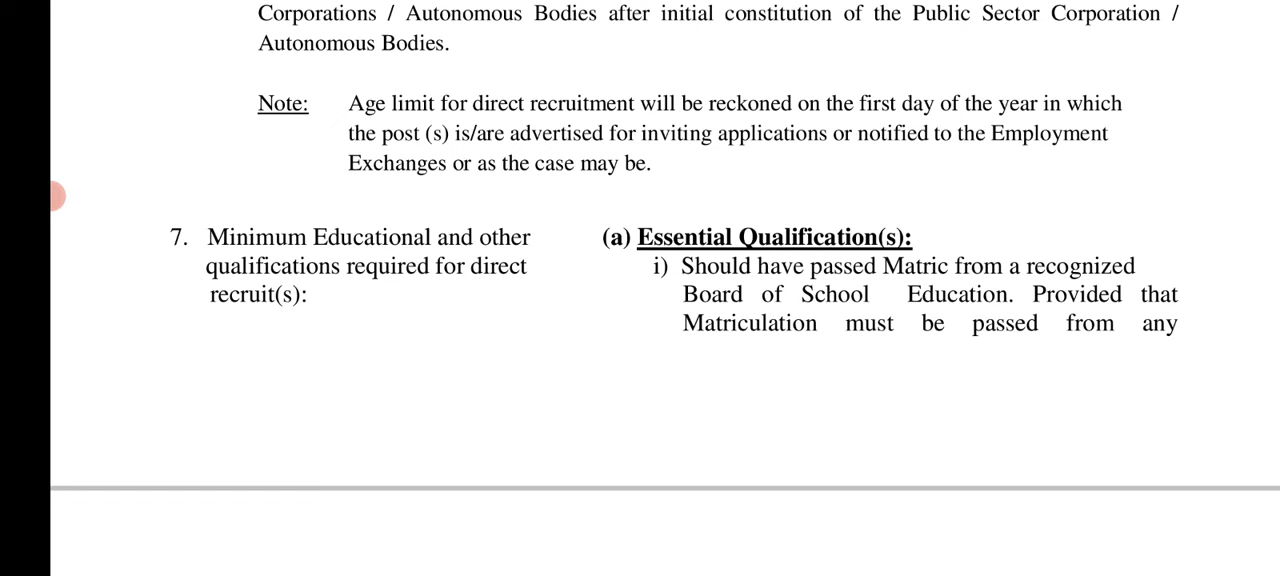 Corporations / Autonomous Bodies after initial constitution of the Public Sector Corporation /
Autonomous Bodies.
Note: Age limit for direct recruitment will be reckoned on the first day of the year in which
the post (s) is/are advertised for inviting applications or notified to the Employment
Exchanges or as the case may be.
7. Minimum Educational and other
qualifications required for direct
recruit(s):
(a) Essential Qualification(s):
i) Should have passed Matric from a recognized
Board of School Education. Provided that
Matriculation must be passed from any